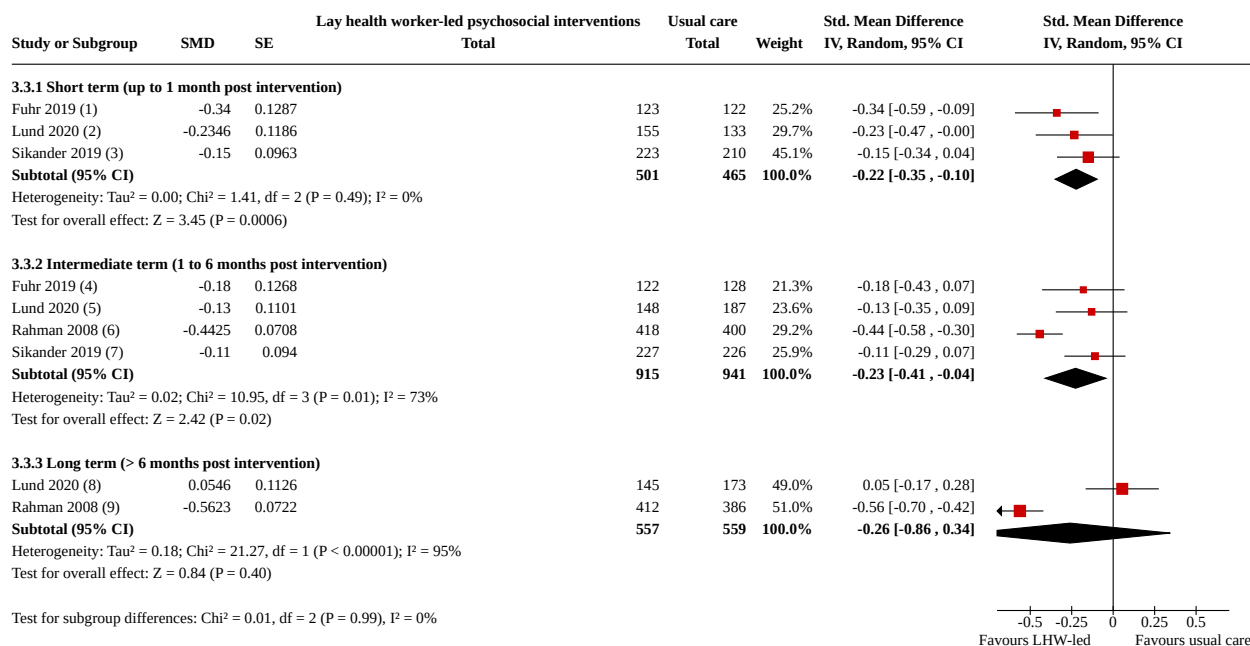 Lay health worker-led psychosocial interventions Usual care Std. Mean Difference Std. Mean Difference
Study or Subgroup SMD SE Total Total Weight IV, Random, 95% CI IV, Random, 95% CI
3.3.1 Short term (up to 1 month post intervention)
Fuhr 2019 (1) -0.34 0.1287 123 122 25.2% -0.34 [-0.59 , -0.09]
Lund 2020 (2) -0.2346 0.1186 155 133 29.7% -0.23 [-0.47 , -0.00]
Sikander 2019 (3) -0.15 0.0963 223 210 45.1% -0.15 [-0.34 , 0.04]
Subtotal (95% CI) 501 465 100.0% -0.22 [-0.35 , -0.10]
Heterogeneity: Tau² = 0.00; Chi² = 1.41, df = 2 (P = 0.49); I² = 0%
Test for overall effect: Z = 3.45 (P = 0.0006)
3.3.2 Intermediate term (1 to 6 months post intervention)
Fuhr 2019 (4) -0.18 0.1268 122 128 21.3% -0.18 [-0.43 , 0.07]
Lund 2020 (5) -0.13 0.1101 148 187 23.6% -0.13 [-0.35 , 0.09]
Rahman 2008 (6) -0.4425 0.0708 418 400 29.2% -0.44 [-0.58 , -0.30]
Sikander 2019 (7) -0.11 0.094 227 226 25.9% -0.11 [-0.29 , 0.07]
Subtotal (95% CI) 915 941 100.0% -0.23 [-0.41 , -0.04]
Heterogeneity: Tau² = 0.02; Chi² = 10.95, df = 3 (P = 0.01); I² = 73%
Test for overall effect: Z = 2.42 (P = 0.02)
3.3.3 Long term (> 6 months post intervention)
Lund 2020 (8) 0.0546 0.1126 145 173 49.0% 0.05 [-0.17 , 0.28]
Rahman 2008 (9) -0.5623 0.0722 412 386 51.0% -0.56 [-0.70 , -0.42]
Subtotal (95% CI) 557 559 100.0% -0.26 [-0.86 , 0.34]
Heterogeneity: Tau² = 0.18; Chi² = 21.27, df = 1 (P < 0.00001); I² = 95%
Test for overall effect: Z = 0.84 (P = 0.40)
Test for subgroup differences: Chi² = 0.01, df = 2 (P = 0.99), I² = 0%
-0.5 -0.25 0 0.25 0.5
Favours LHW-led Favours usual care